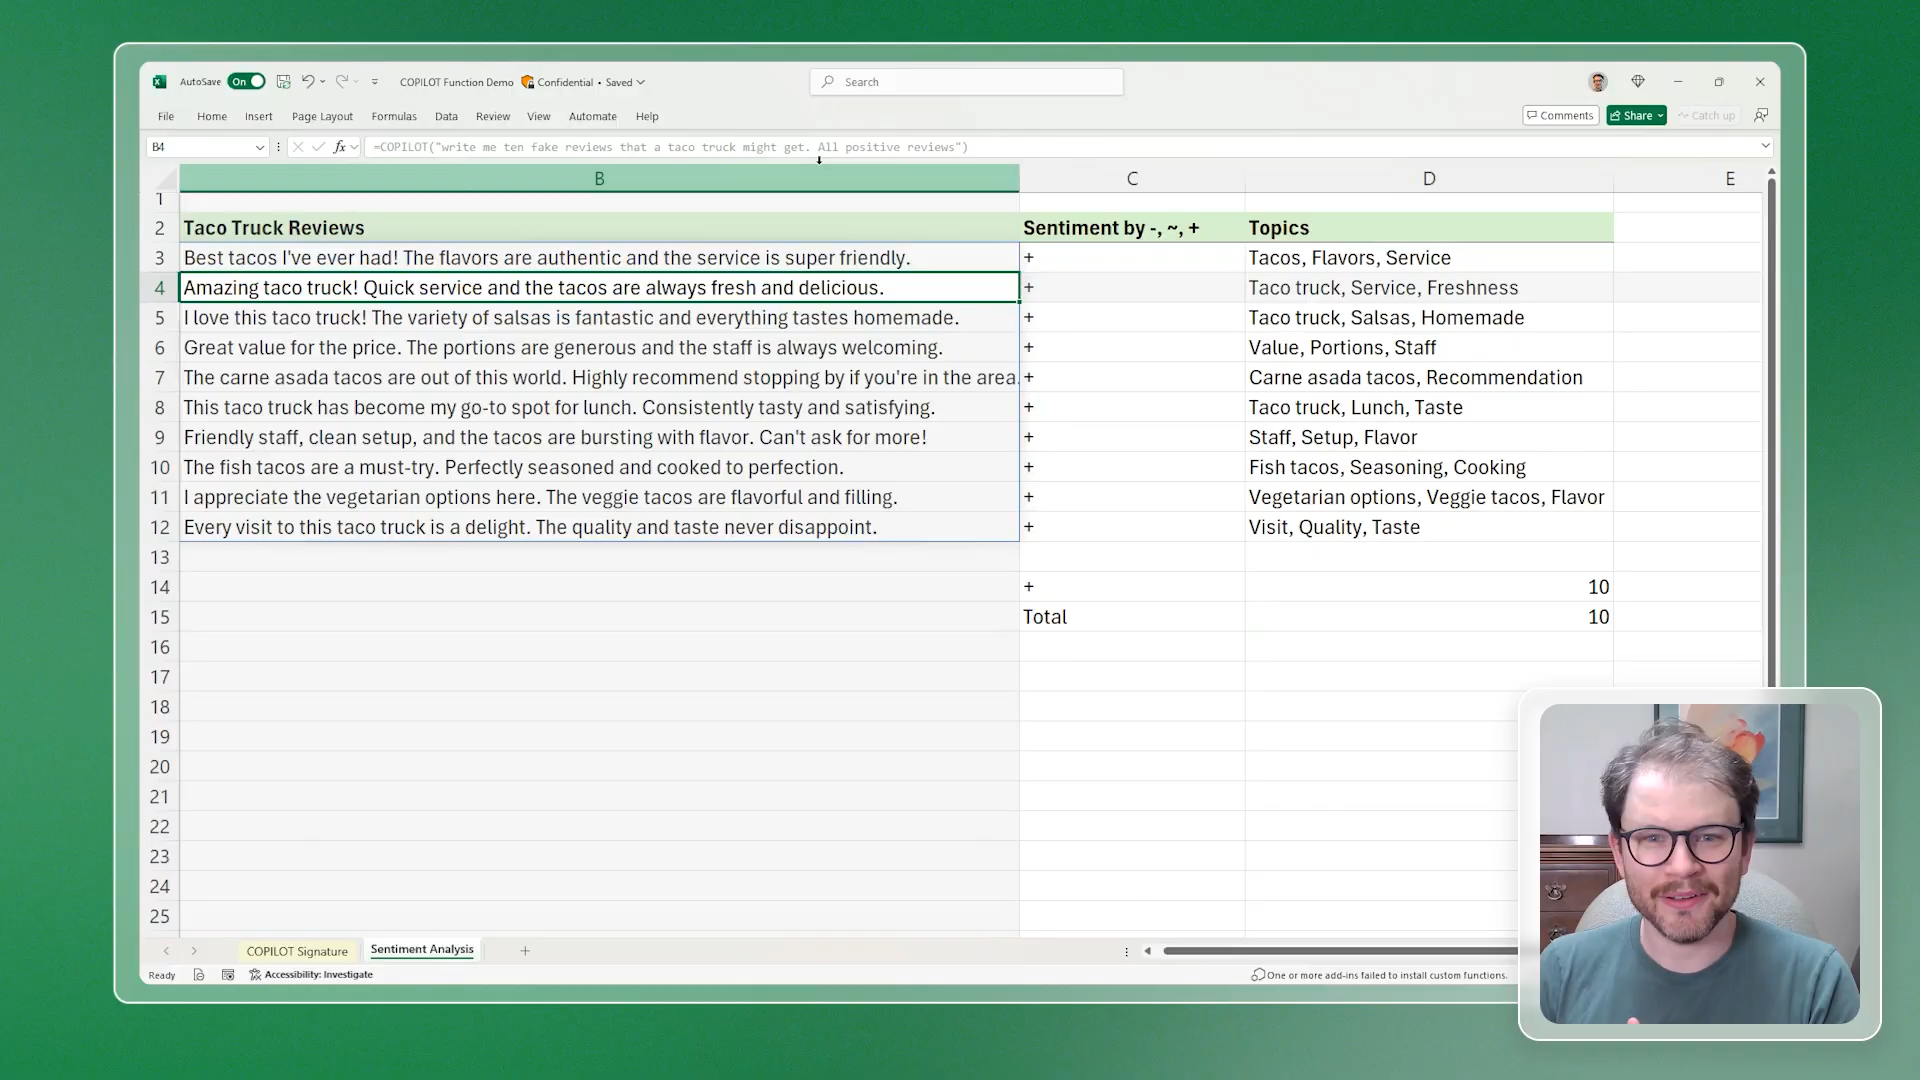 AutoSave On COPILOT Function Demo Confidential • Saved Search
File Home Insert Page Layout Formulas Data Review View Automate Help Comments Share Catch up
B4 fx =COPILOT("write me ten fake reviews that a taco truck might get. All positive reviews")
B C D E
1
2 Taco Truck Reviews Sentiment by -, ~, + Topics
3 Best tacos I've ever had! The flavors are authentic and the service is super friendly. + Tacos, Flavors, Service
4 Amazing taco truck! Quick service and the tacos are always fresh and delicious. + Taco truck, Service, Freshness
5 I love this taco truck! The variety of salsas is fantastic and everything tastes homemade. + Taco truck, Salsas, Homemade
6 Great value for the price. The portions are generous and the staff is always welcoming. + Value, Portions, Staff
7 The carne asada tacos are out of this world. Highly recommend stopping by if you're in the area. + Carne asada tacos, Recommendation
8 This taco truck has become my go-to spot for lunch. Consistently tasty and satisfying. + Taco truck, Lunch, Taste
9 Friendly staff, clean setup, and the tacos are bursting with flavor. Can't ask for more! + Staff, Setup, Flavor
10 The fish tacos are a must-try. Perfectly seasoned and cooked to perfection. + Fish tacos, Seasoning, Cooking
11 I appreciate the vegetarian options here. The veggie tacos are flavorful and filling. + Vegetarian options, Veggie tacos, Flavor
12 Every visit to this taco truck is a delight. The quality and taste never disappoint. + Visit, Quality, Taste
13
14 + 10
15 Total 10
16
17
18
19
20
21
22
23
24
25
COPILOT Signature Sentiment Analysis
Ready Accessibility: Investigate One or more add-ins failed to install custom functions.